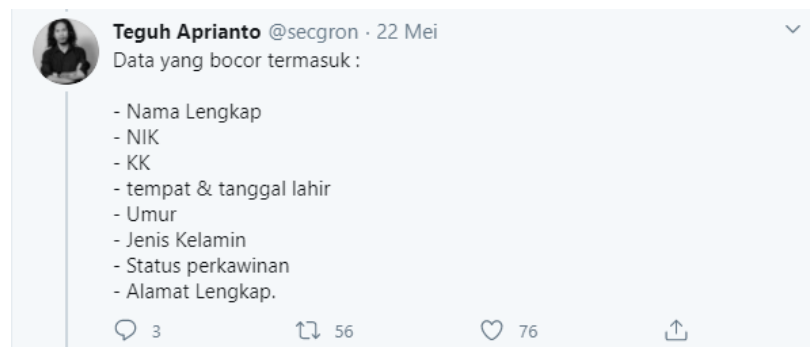 Teguh Aprianto @secgron · 22 Mei
Data yang bocor termasuk :
- Nama Lengkap
- NIK
- KK
- tempat & tanggal lahir
- Umur
- Jenis Kelamin
- Status perkawinan
- Alamat Lengkap.
3 56 76